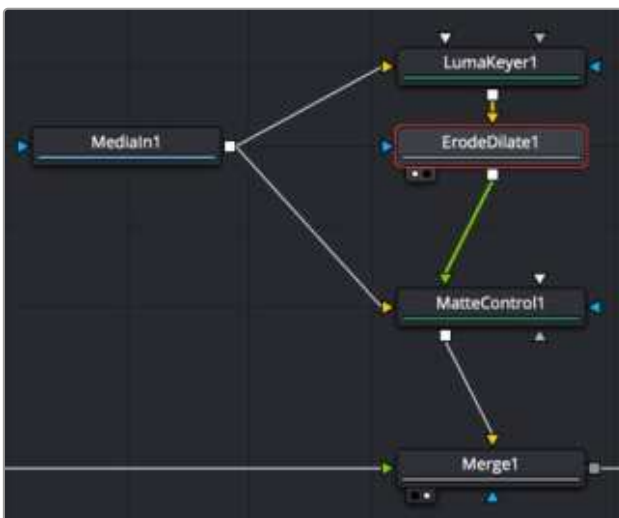 LumaKeyer1
MediaIn1
ErodeDilate1
MatteControl1
Merge1